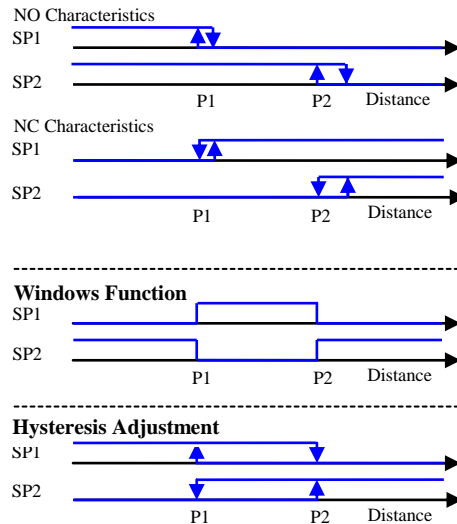 NO Characteristics
SP1
SP2
P1 P2 Distance
NC Characteristics
SP1
SP2
P1 P2 Distance
Windows Function
SP1
SP2
P1 P2 Distance
Hysteresis Adjustment
SP1
SP2
P1 P2 Distance